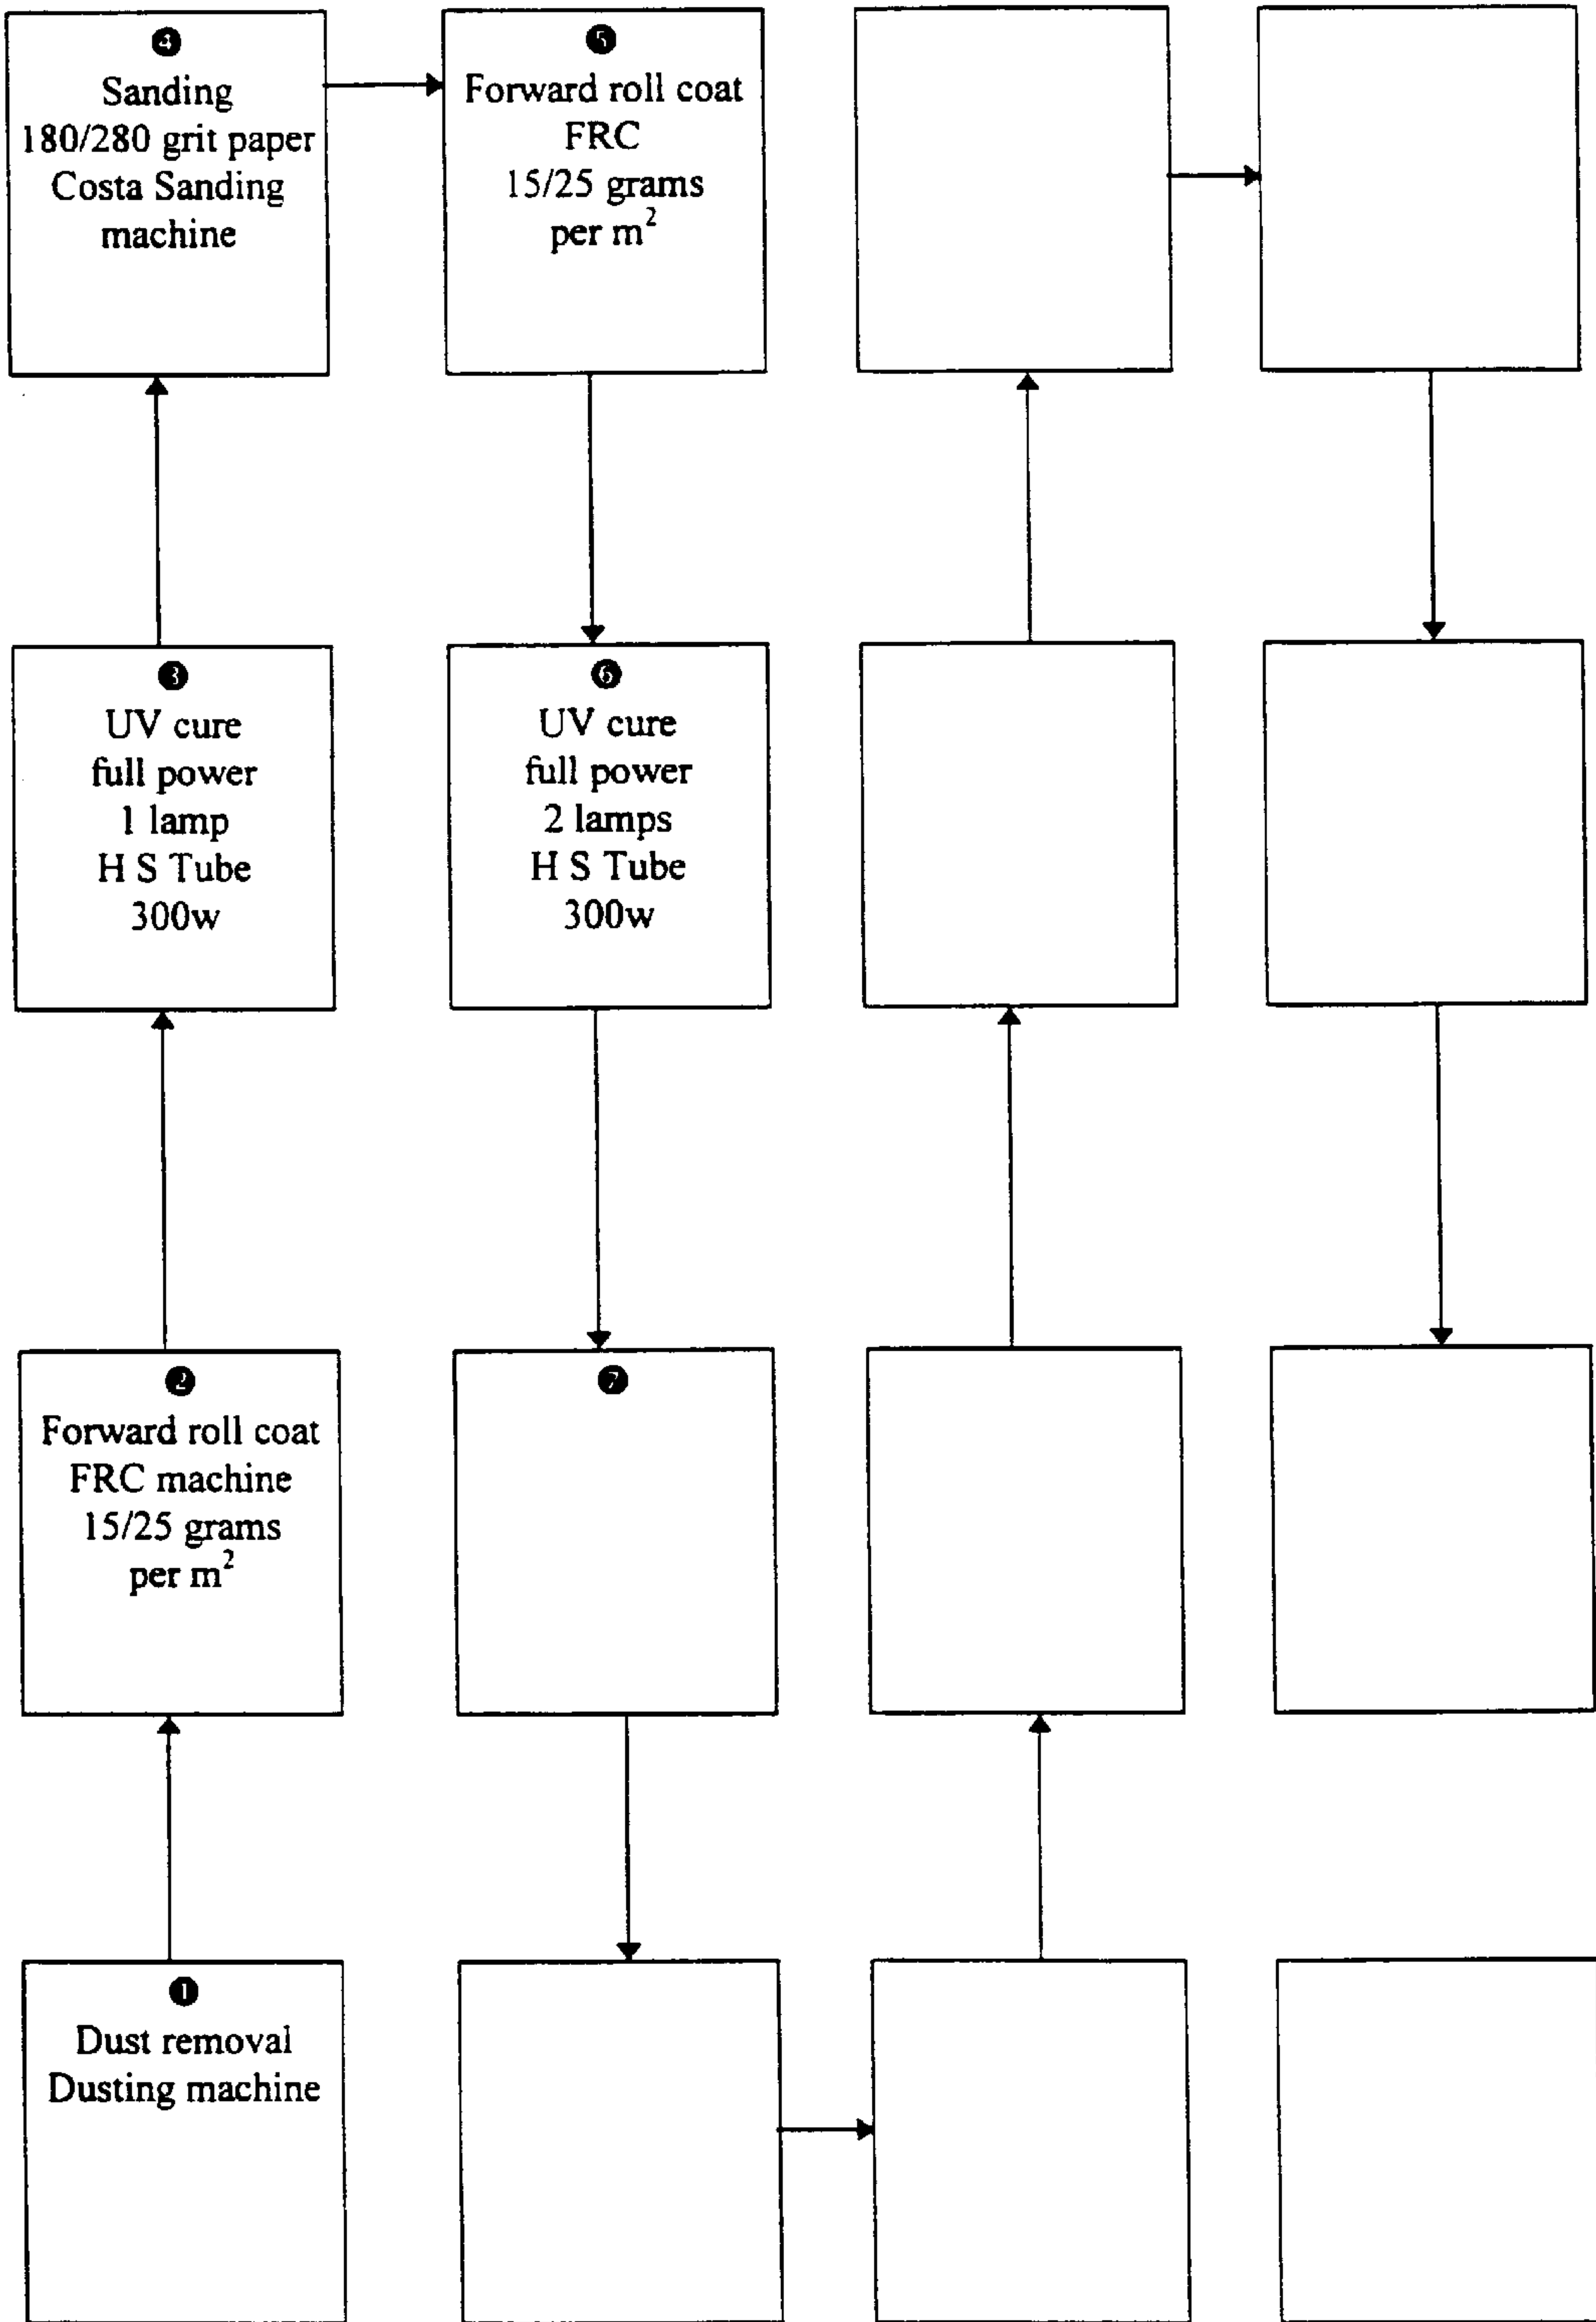 ❹
Sanding
180/280 grit paper
Costa Sanding
machine
❺
Forward roll coat
FRC
15/25 grams
per m²
❸
UV cure
full power
1 lamp
H S Tube
300w
❻
UV cure
full power
2 lamps
H S Tube
300w
❷
Forward roll coat
FRC machine
15/25 grams
per m²
❼
❶
Dust removal
Dusting machine